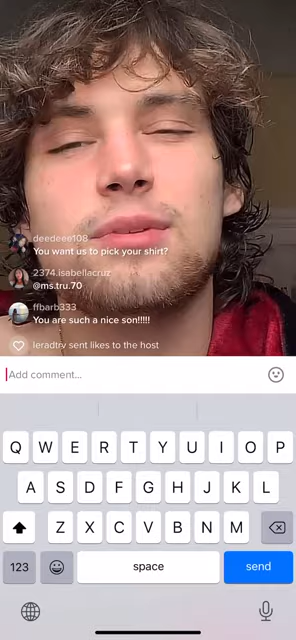 deedeee108
You want us to pick your shirt?
2374.isabellacruz
@ms.tru.70
ffbarb333
You are such a nice son!!!!!
leradtrv sent likes to the host
Add comment...
Q W E R T Y U I O P
A S D F G H J K L
Z X C V B N M
123 space send